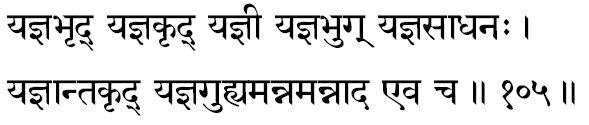 यज्ञभृद् यज्ञकृद् यज्ञी यज्ञभुग् यज्ञसाधनः ।
यज्ञान्तकृद् यज्ञगुह्यमन्नमन्नाद एव च ॥ १०५ ॥